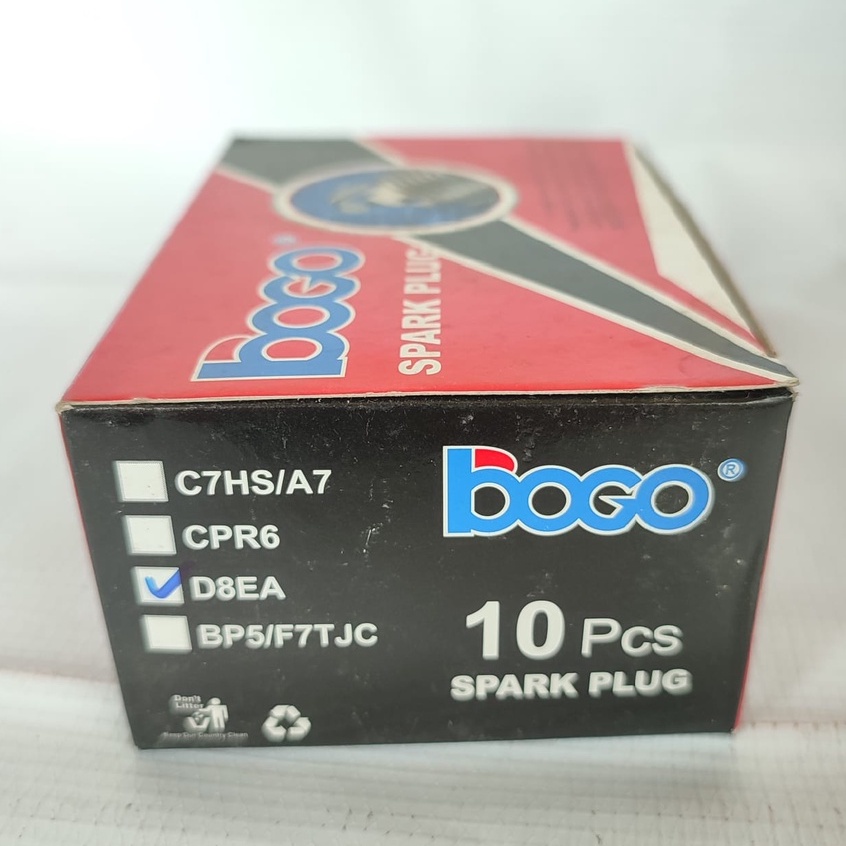 bOGO
SPARK PLUG
C7HS/A7
CPR6
D8EA
BP5/F7TJC
bOGO®
10 Pcs
SPARK PLUG
Don't
Litter
Keep Our Country Clean